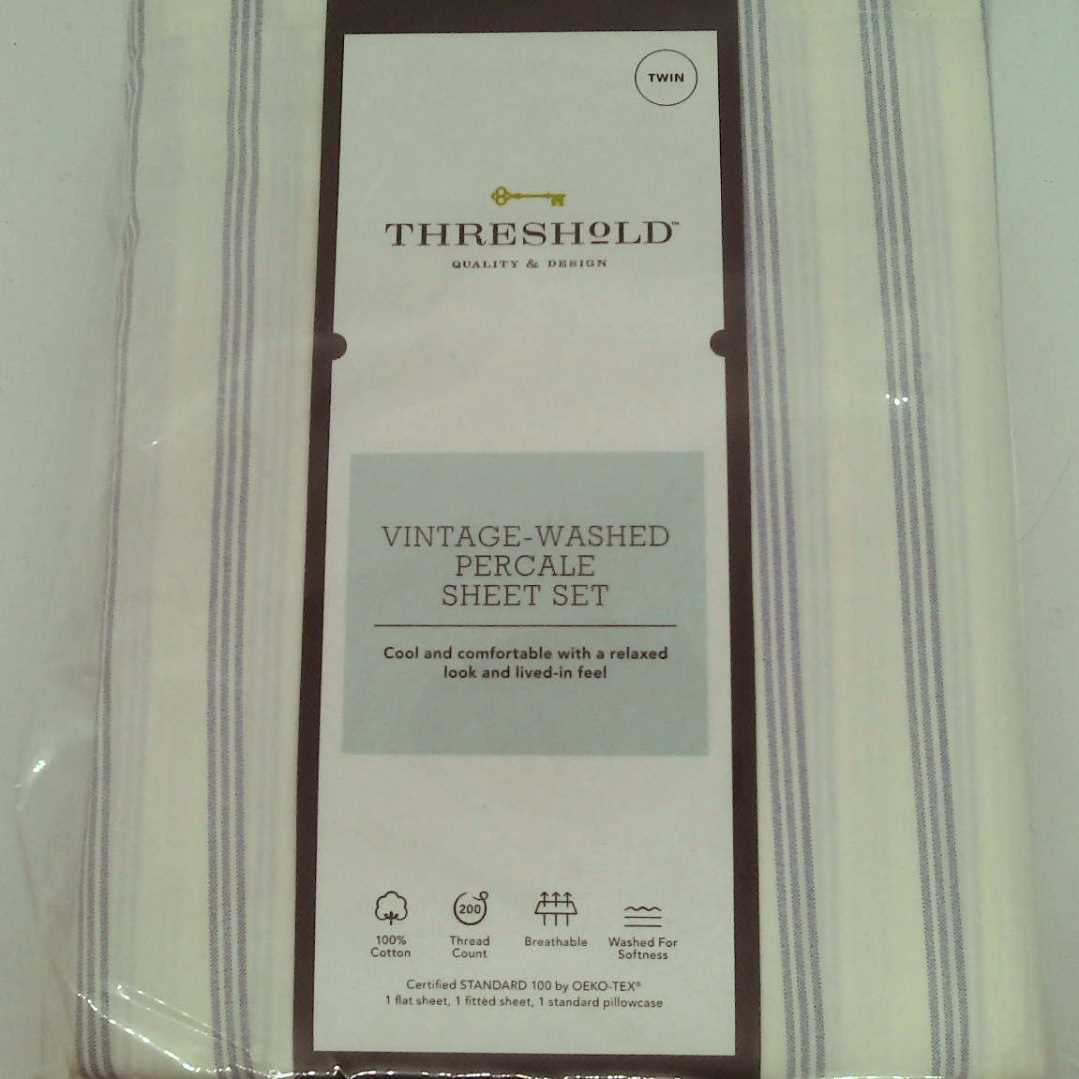 TWIN
THRESHOLD™
QUALITY & DESIGN
VINTAGE-WASHED
PERCALE
SHEET SET
Cool and comfortable with a relaxed
look and lived-in feel
100%
Cotton
200
Thread
Count
Breathable
Washed For
Softness
Certified STANDARD 100 by OEKO-TEX®
1 flat sheet, 1 fitted sheet, 1 standard pillowcase